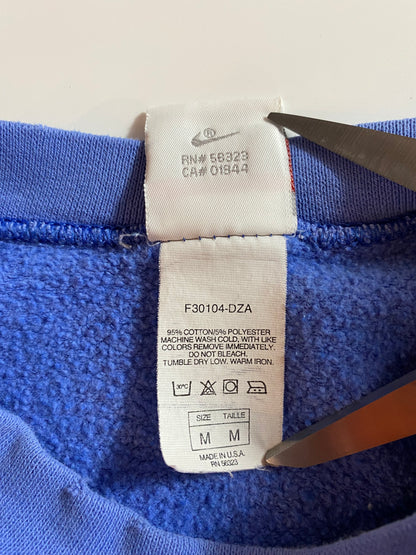 ®
RN# 56323
CA# 01844
F30104-DZA
95% COTTON/5% POLYESTER
MACHINE WASH COLD, WITH LIKE
COLORS REMOVE IMMEDIATELY.
DO NOT BLEACH.
TUMBLE DRY LOW. WARM IRON.
30°C
SIZE TAILLE
M M
MADE IN U.S.A.
RN 56323